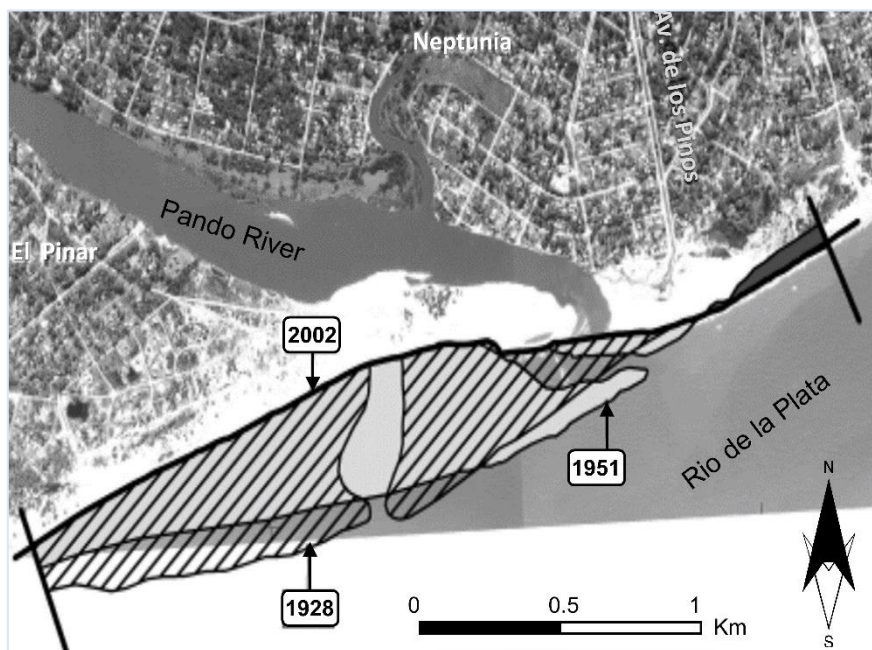 Neptunia
Av. de los Pinos
Pando River
El Pinar
2002
1951
Rio de la Plata
1928
N
S
0 0.5 1
Km